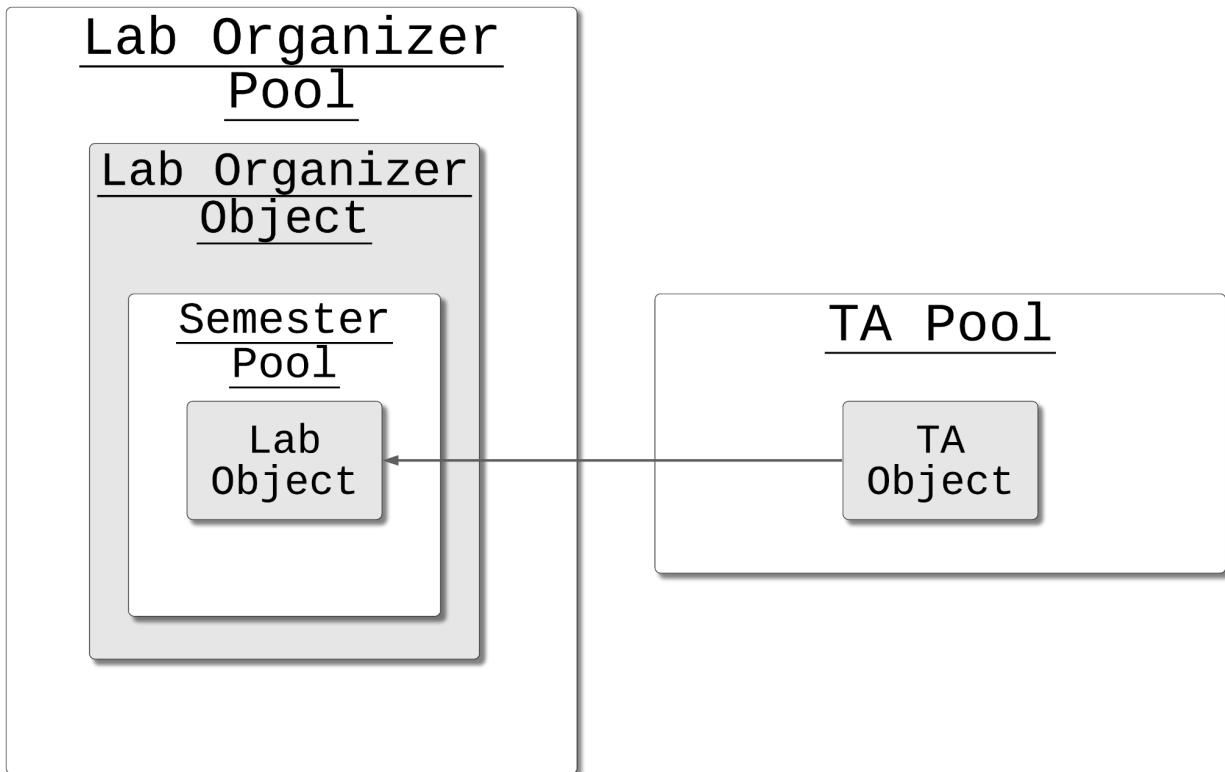 Lab Organizer
Pool
Lab Organizer
Object
Semester
Pool
Lab
Object
TA Pool
TA
Object